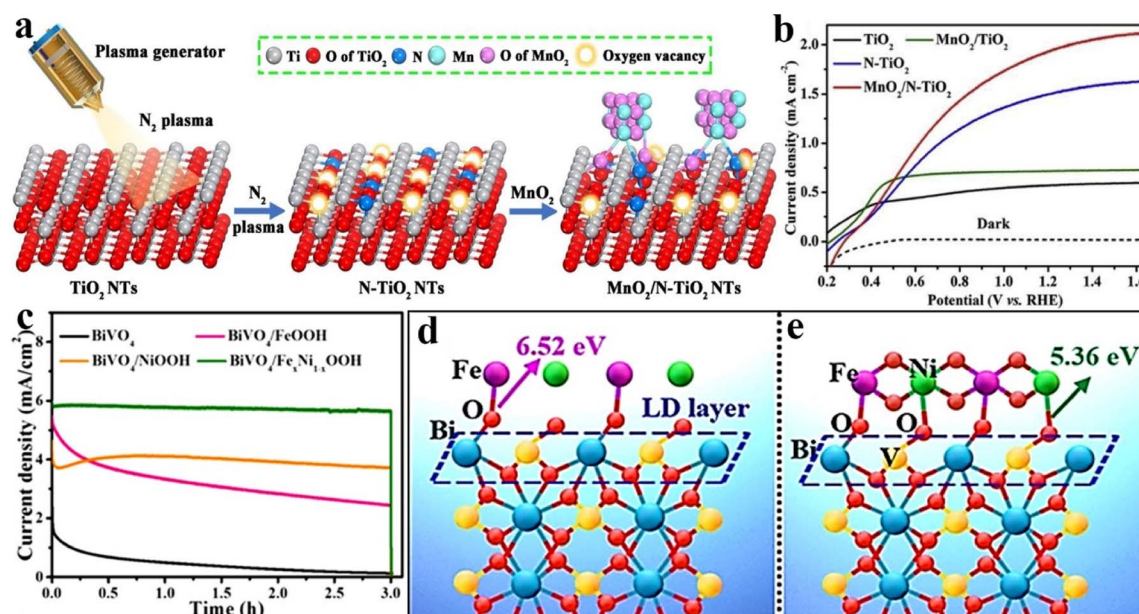 a
Plasma generator
N₂ plasma
Ti O of TiO₂ N Mn O of MnO₂ Oxygen vacancy
N₂
plasma
MnO₂
TiO₂ NTs
N-TiO₂ NTs
MnO₂/N-TiO₂ NTs
b
Current density (mA cm⁻²)
2.0
1.5
1.0
0.5
0.0
TiO₂
MnO₂/TiO₂
N-TiO₂
MnO₂/N-TiO₂
Dark
0.2 0.4 0.6 0.8 1.0 1.2 1.4 1.6
Potential (V vs. RHE)
c
Current density (mA/cm²)
8
6
4
2
0
BiVO₄
BiVO₄/FeOOH
BiVO₄/NiOOH
BiVO₄/FeₓNi₁₋ₓOOH
0.0 0.5 1.0 1.5 2.0 2.5 3.0
Time (h)
d
6.52 eV
Fe
O
LD layer
Bi
e
5.36 eV
Fe
Ni
O
O
Bi
V